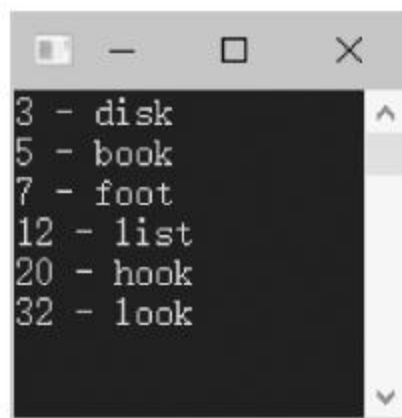 3 - disk
5 - book
7 - foot
12 - list
20 - hook
32 - look